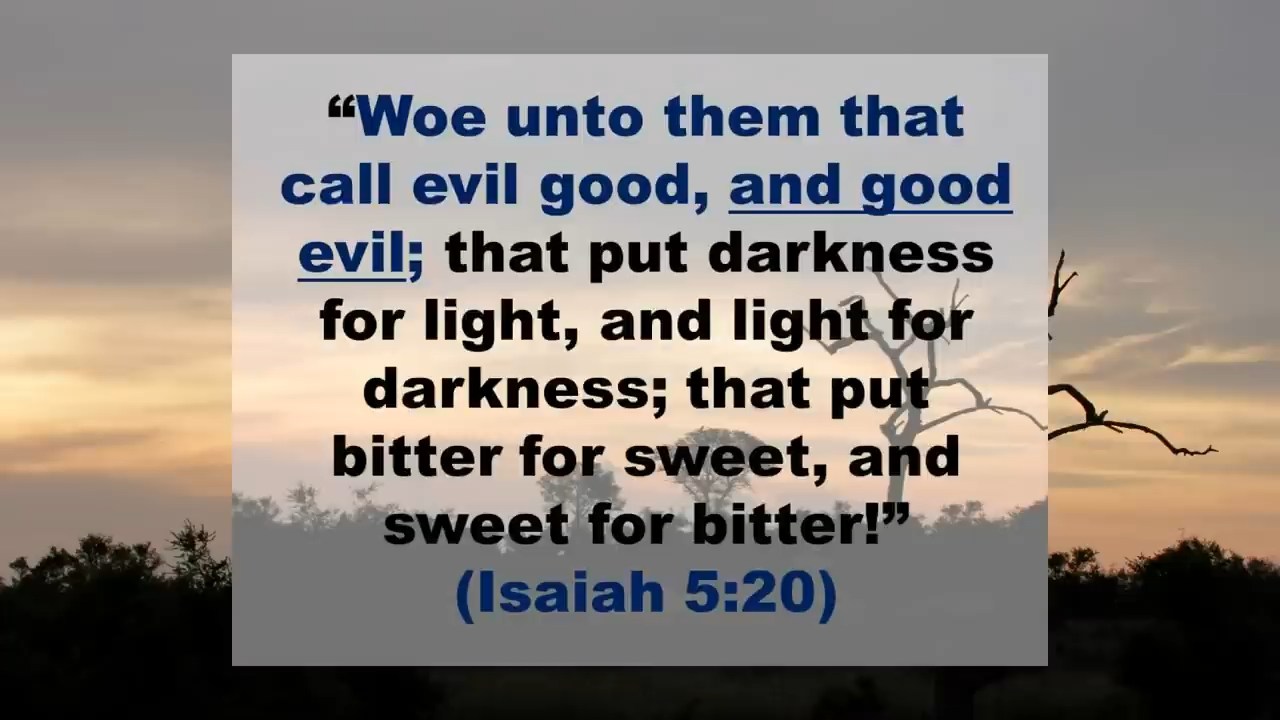 “Woe unto them that
call evil good, and good
evil; that put darkness
for light, and light for
darkness; that put
bitter for sweet, and
sweet for bitter!”
(Isaiah 5:20)